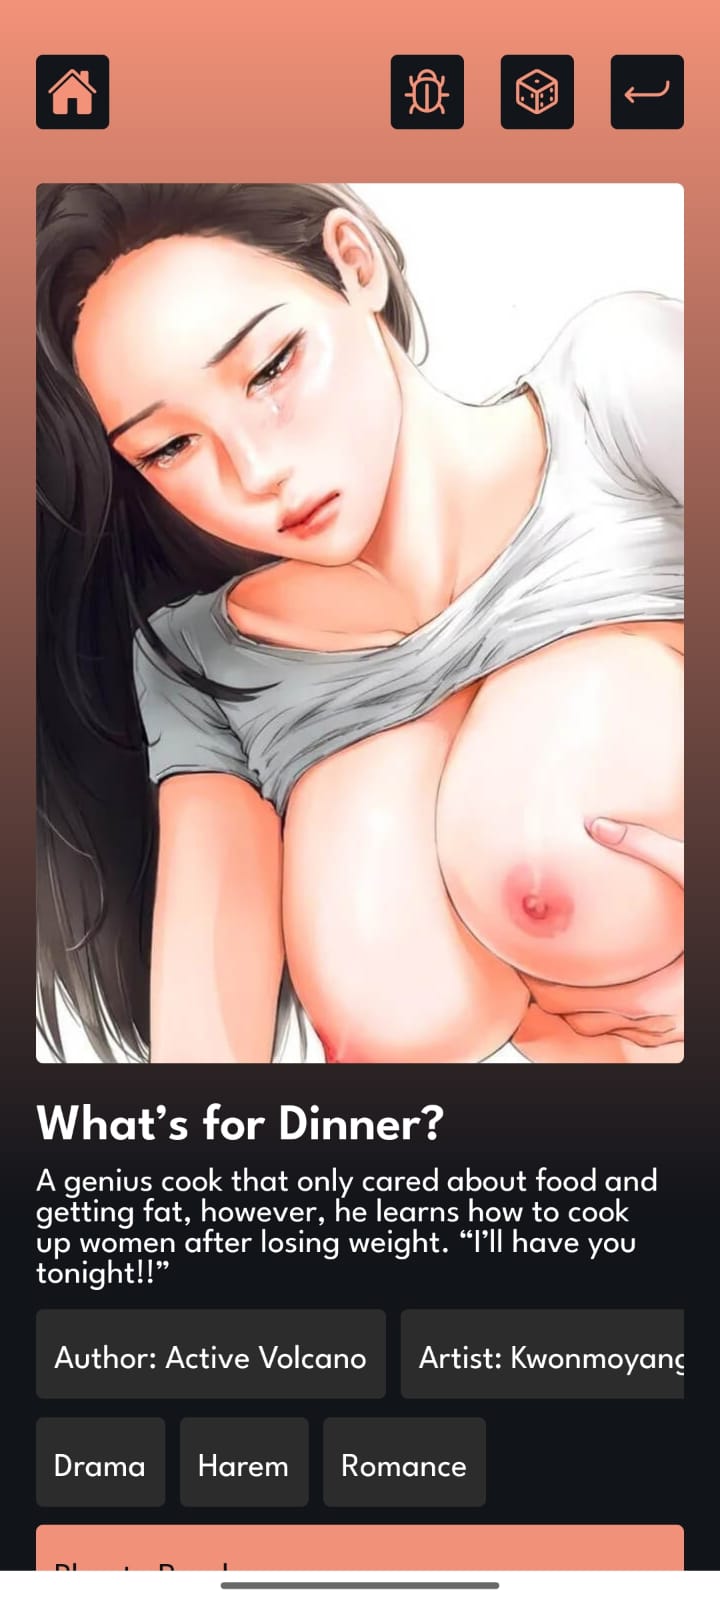 What's for Dinner?
A genius cook that only cared about food and
getting fat, however, he learns how to cook
up women after losing weight. “I’ll have you
tonight!!”
Author: Active Volcano
Artist: Kwonmoyang
Drama
Harem
Romance